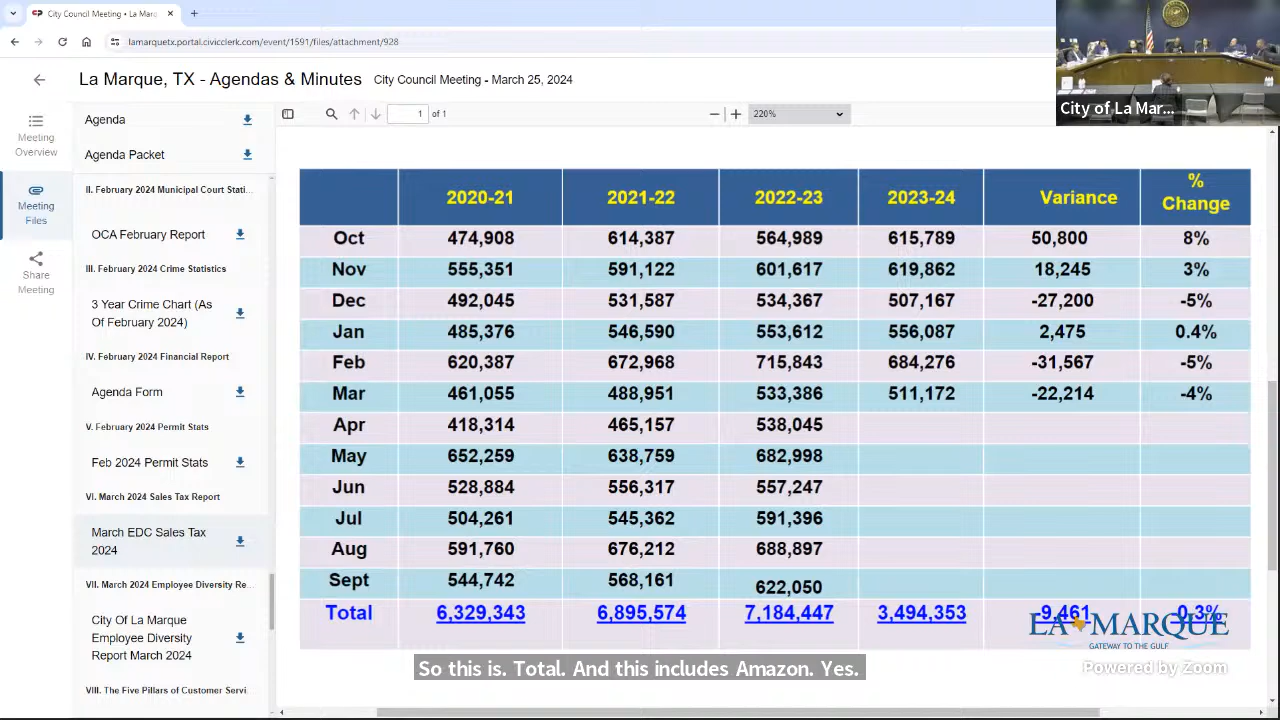 City Council Meeting • La Marq
lamarquetx.portal.civicclerk.com/event/1591/files/attachment/928
La Marque, TX - Agendas & Minutes City Council Meeting - March 25, 2024
City of La Mar...
Meeting
Overview
Meeting
Files
Share
Meeting
Agenda
Agenda Packet
II. February 2024 Municipal Court Stati...
OCA February Report
III. February 2024 Crime Statistics
3 Year Crime Chart (As
Of February 2024)
IV. February 2024 Financial Report
Agenda Form
V. February 2024 Permit Stats
Feb 2024 Permit Stats
VI. March 2024 Sales Tax Report
March EDC Sales Tax
2024
VII. March 2024 Employee Diversity Re...
City Of La Marque
Employee Diversity
Report March 2024
VIII. The Five Pillars of Customer Servi...
1 of 1 220%
2020-21 2021-22 2022-23 2023-24 Variance % Change
Oct 474,908 614,387 564,989 615,789 50,800 8%
Nov 555,351 591,122 601,617 619,862 18,245 3%
Dec 492,045 531,587 534,367 507,167 -27,200 -5%
Jan 485,376 546,590 553,612 556,087 2,475 0.4%
Feb 620,387 672,968 715,843 684,276 -31,567 -5%
Mar 461,055 488,951 533,386 511,172 -22,214 -4%
Apr 418,314 465,157 538,045
May 652,259 638,759 682,998
Jun 528,884 556,317 557,247
Jul 504,261 545,362 591,396
Aug 591,760 676,212 688,897
Sept 544,742 568,161 622,050
Total 6,329,343 6,895,574 7,184,447 3,494,353 -9,461 0.3%
LA MARQUE
GATEWAY TO THE GULF
Powered by Zoom
So this is. Total. And this includes Amazon. Yes.